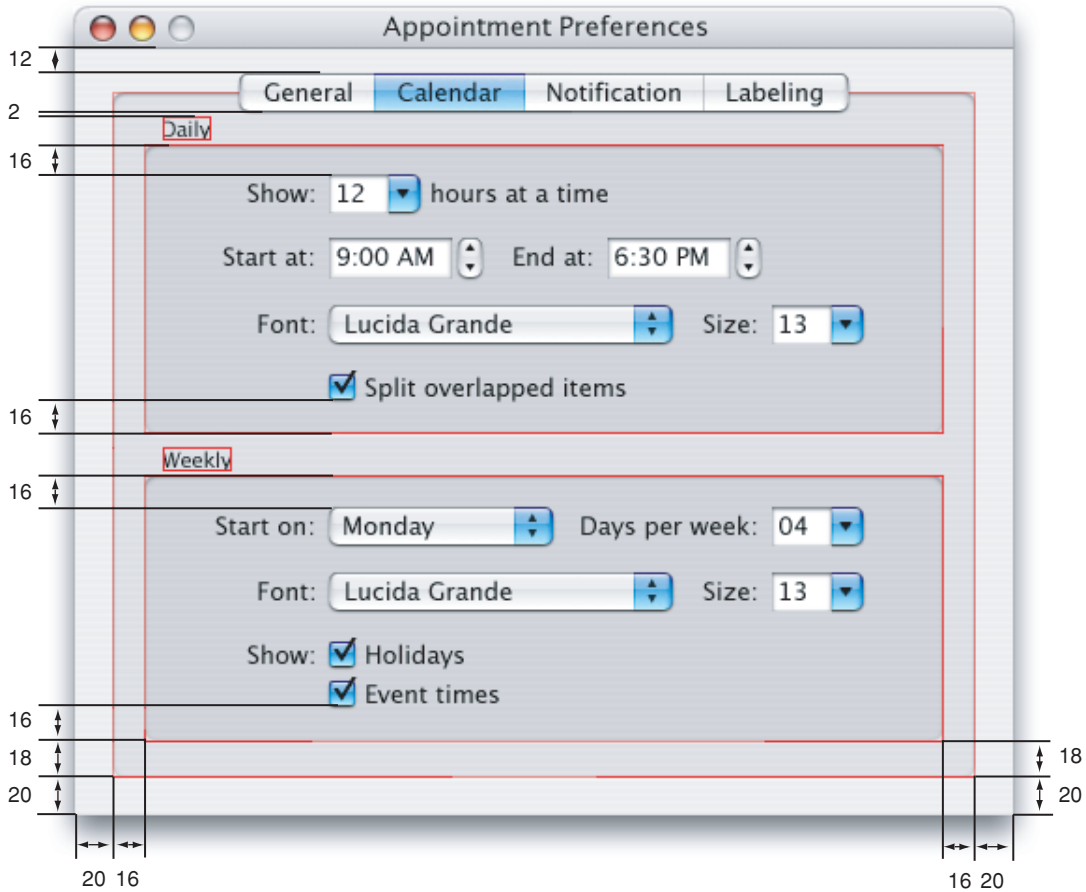 Appointment Preferences
12
General Calendar Notification Labeling
2
Daily
16
Show: 12 hours at a time
Start at: 9:00 AM End at: 6:30 PM
Font: Lucida Grande Size: 13
Split overlapped items
16
Weekly
16
Start on: Monday Days per week: 04
Font: Lucida Grande Size: 13
Show: Holidays
Event times
16
18 18
20 20
20 16 16 20